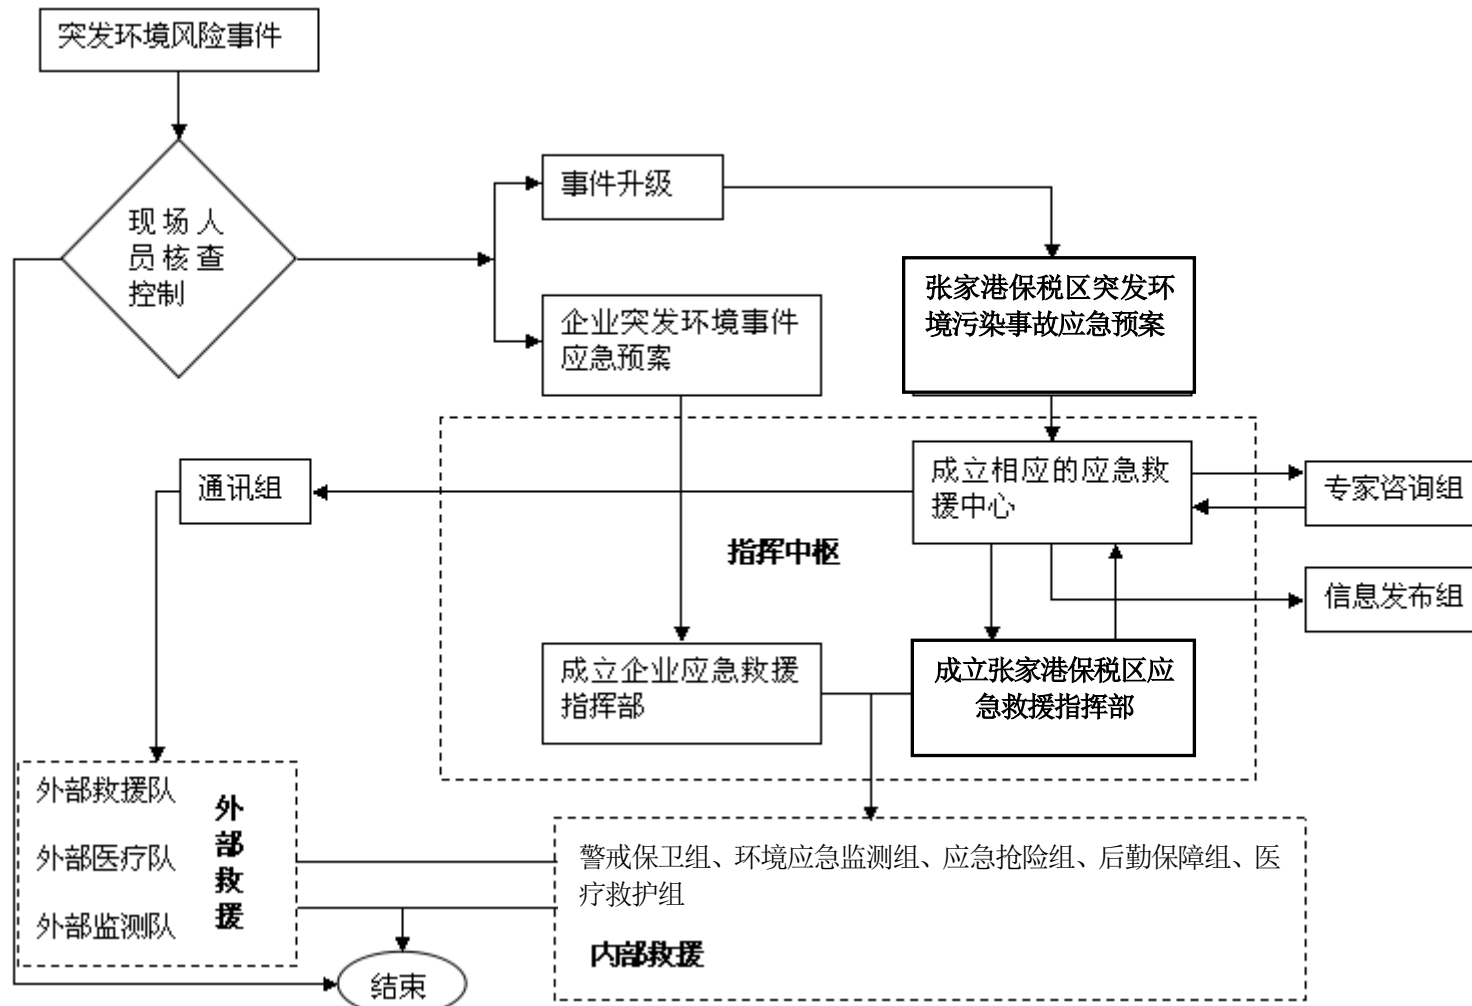 突发环境风险事件
现场人
员核查
控制
事件升级
企业突发环境事件
应急预案
张家港保税区突发环
境污染事故应急预案
通讯组
成立相应的应急救
援中心
专家咨询组
指挥中枢
信息发布组
成立企业应急救援
指挥部
成立张家港保税区应
急救援指挥部
外部救援队
外部医疗队
外部监测队
外
部
救
援
警戒保卫组、环境应急监测组、应急抢险组、后勤保障组、医
疗救护组
内部救援
结束